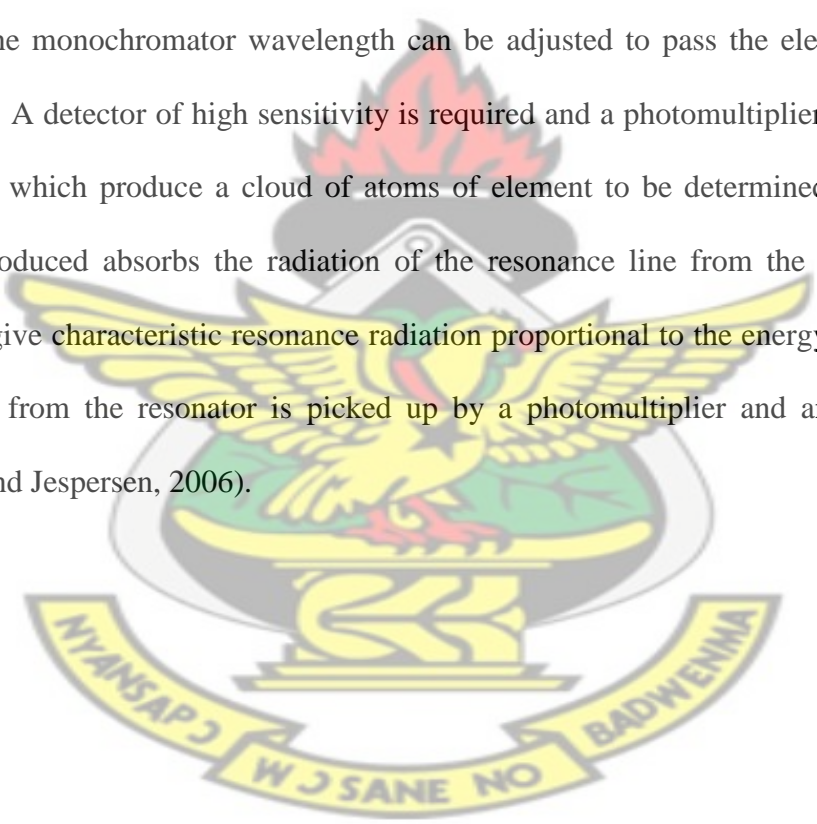 ne monochromator wavelength can be adjusted to pass the ele
A detector of high sensitivity is required and a photomultiplier
which produce a cloud of atoms of element to be determined
oduced absorbs the radiation of the resonance line from the
give characteristic resonance radiation proportional to the energy
from the resonator is picked up by a photomultiplier and a
nd Jespersen, 2006).
NYANSAPƆ
WƆSANE NO
BADWENMA